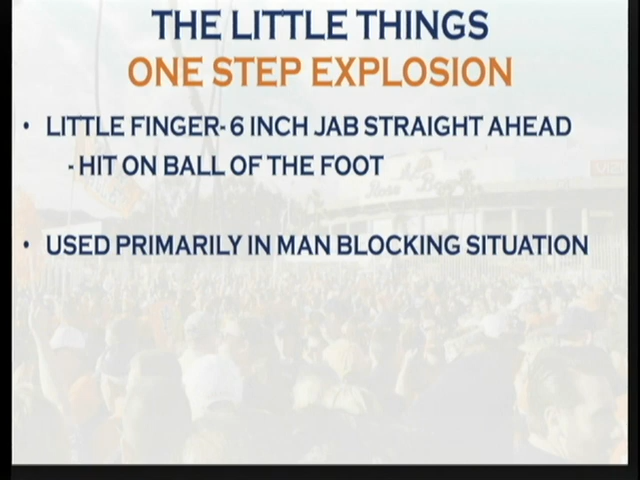 THE LITTLE THINGS
ONE STEP EXPLOSION
• LITTLE FINGER- 6 INCH JAB STRAIGHT AHEAD
- HIT ON BALL OF THE FOOT
• USED PRIMARILY IN MAN BLOCKING SITUATION